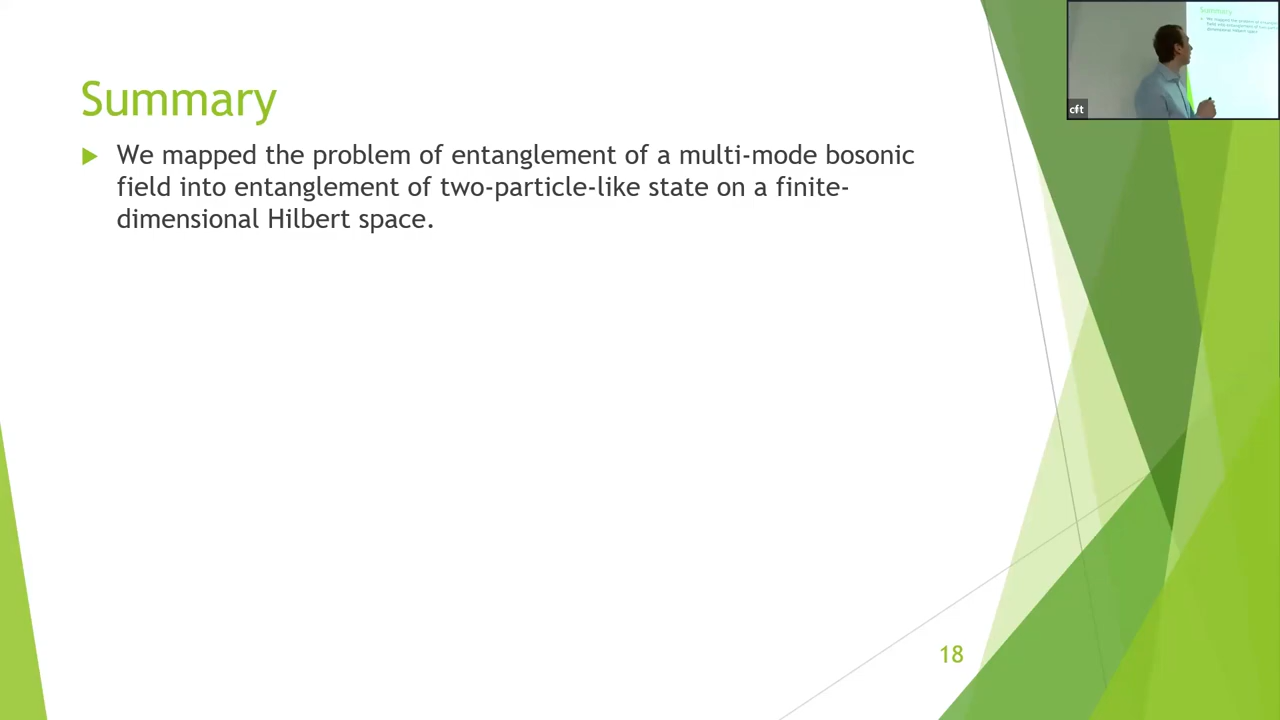 Summary
We mapped the problem of entanglement of a multi-mode bosonic
field into entanglement of two-particle-like state on a finite-
dimensional Hilbert space.
18
cft
Summary